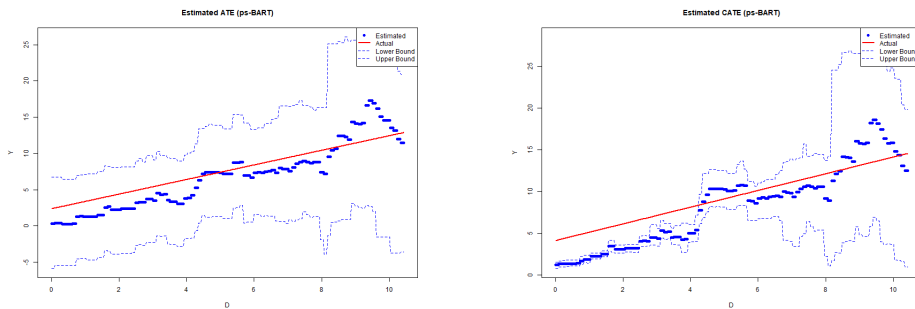 Estimated ATE (ps-BART)
Estimated
Actual
Lower Bound
Upper Bound
Y
25
20
15
10
5
0
-5
0
2
4
6
8
10
D
Estimated CATE (ps-BART)
Estimated
Actual
Lower Bound
Upper Bound
Y
25
20
15
10
5
0
0
2
4
6
8
10
D